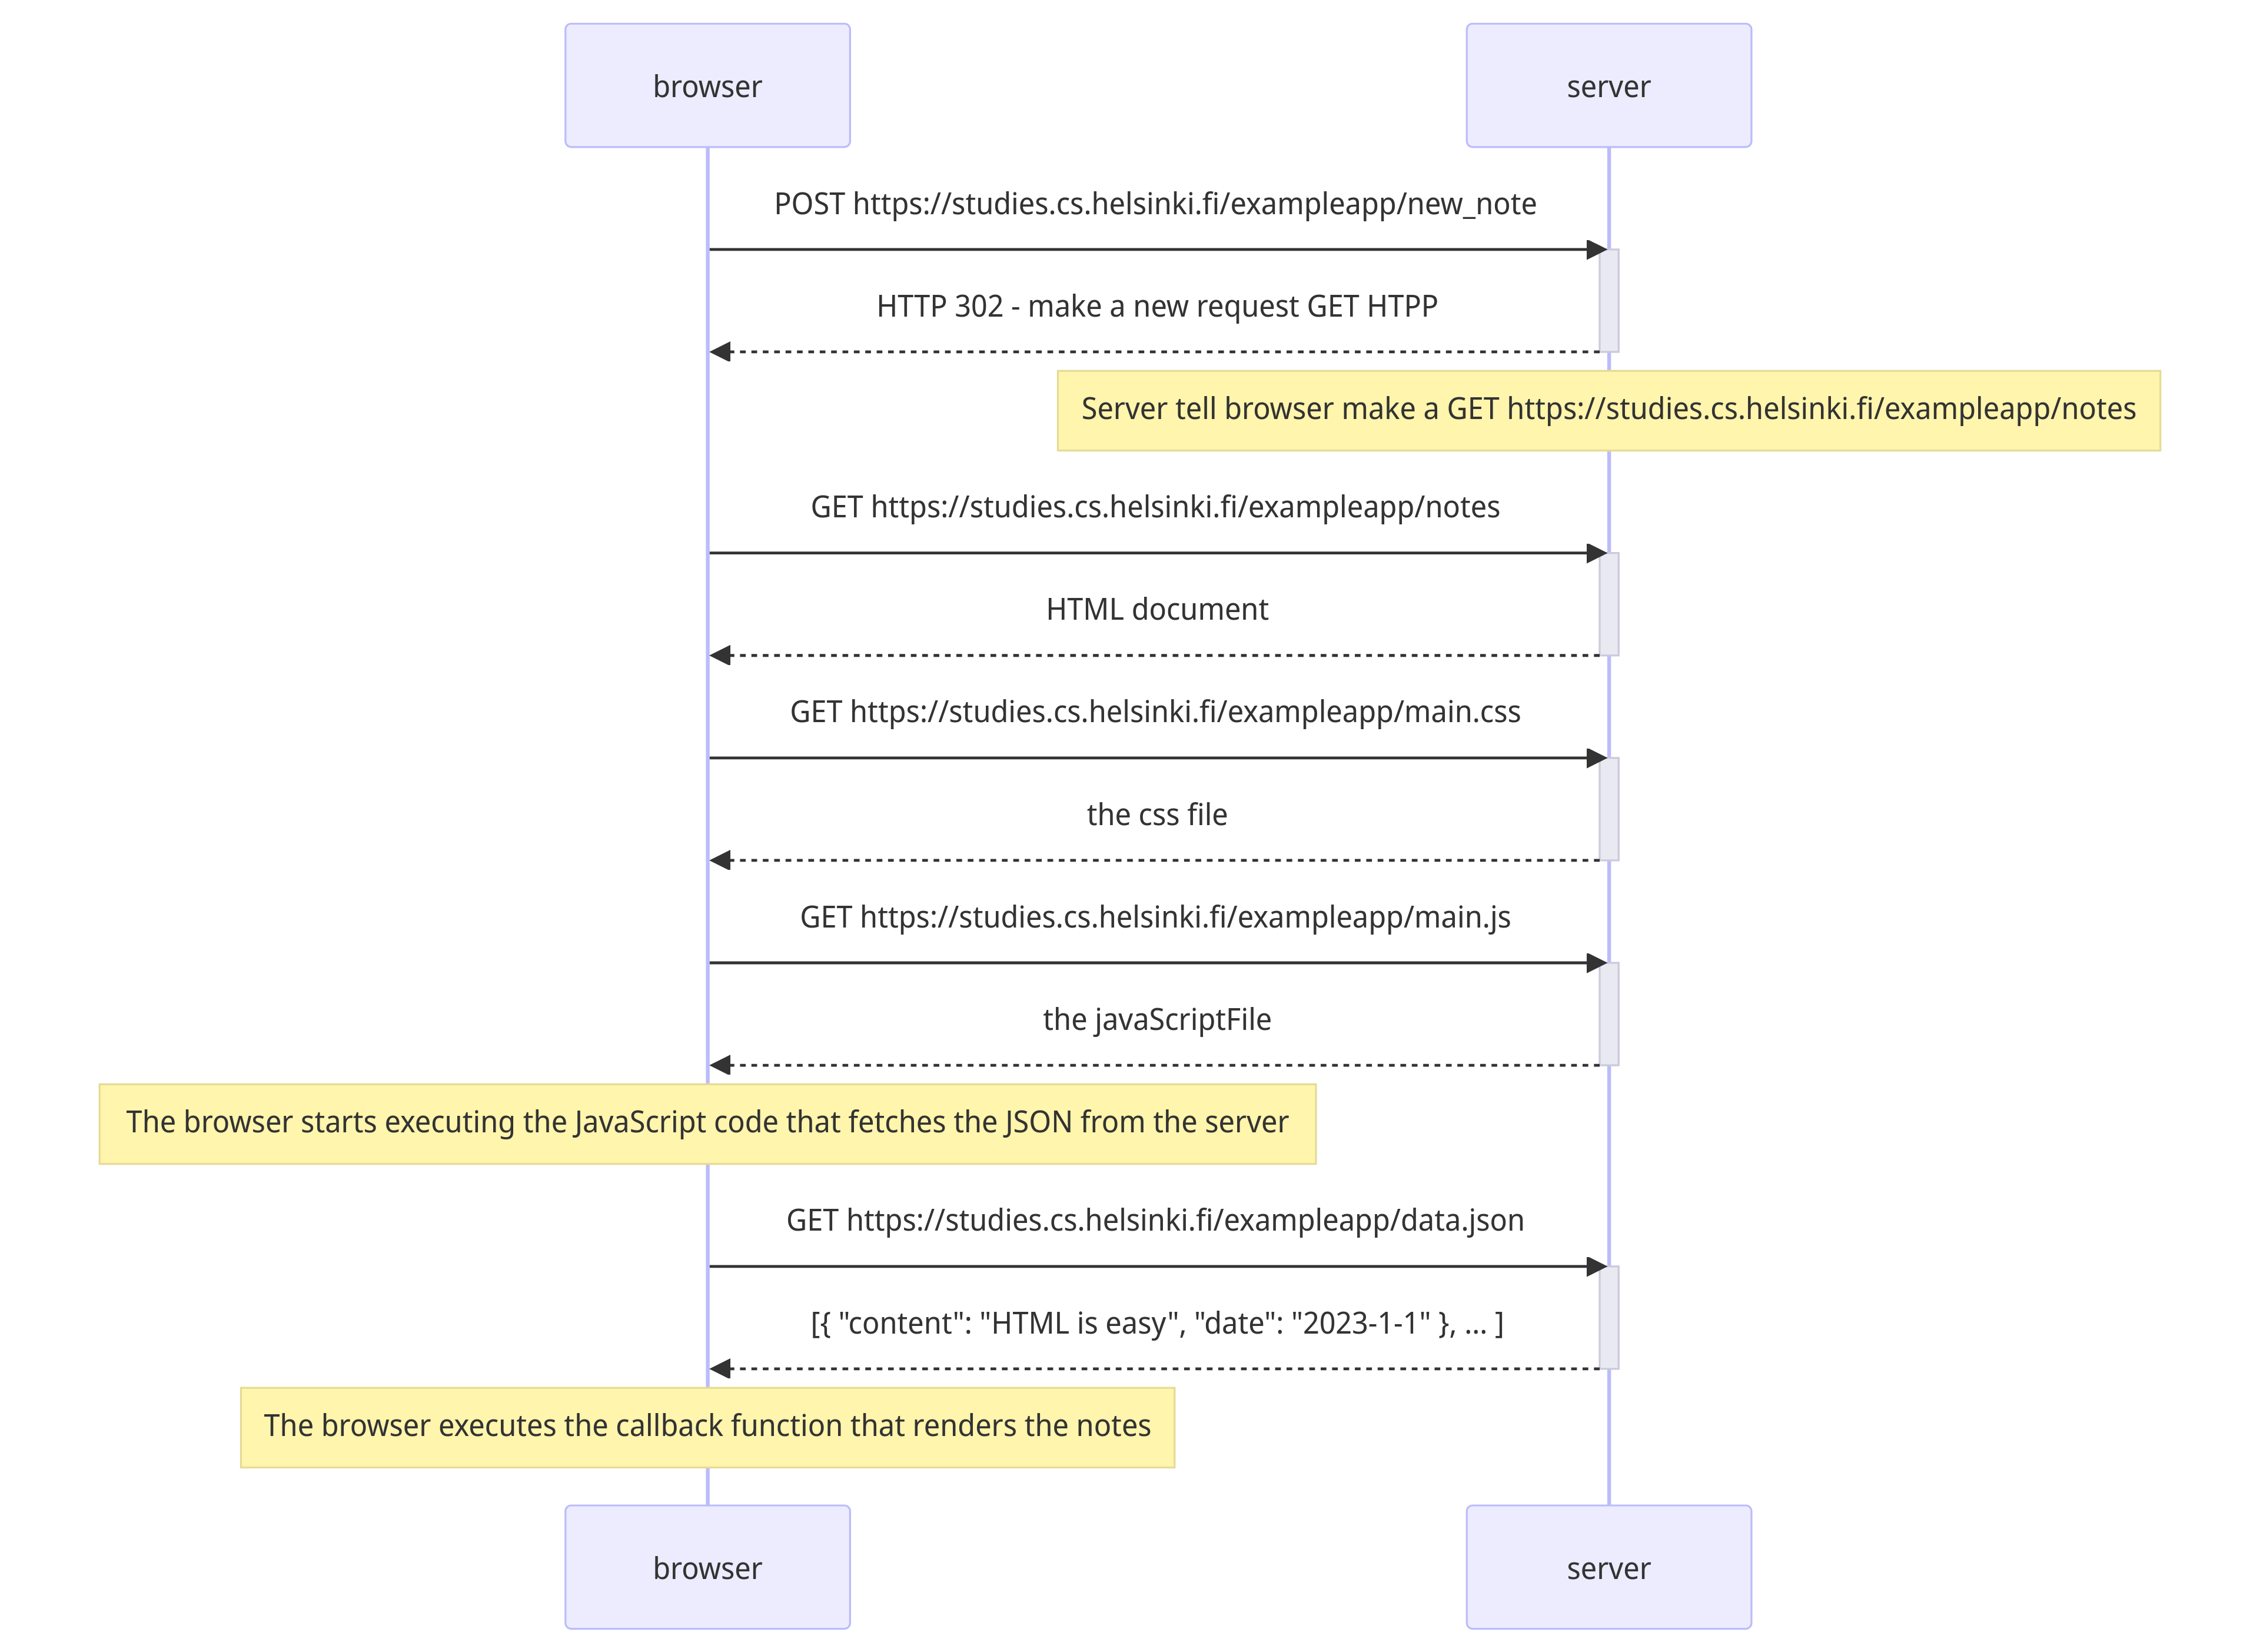 browser
server
POST https://studies.cs.helsinki.fi/exampleapp/new_note
HTTP 302 - make a new request GET HTPP
Server tell browser make a GET https://studies.cs.helsinki.fi/exampleapp/notes
GET https://studies.cs.helsinki.fi/exampleapp/notes
HTML document
GET https://studies.cs.helsinki.fi/exampleapp/main.css
the css file
GET https://studies.cs.helsinki.fi/exampleapp/main.js
the javaScriptFile
The browser starts executing the JavaScript code that fetches the JSON from the server
GET https://studies.cs.helsinki.fi/exampleapp/data.json
[{ "content": "HTML is easy", "date": "2023-1-1" }, ... ]
The browser executes the callback function that renders the notes
browser
server